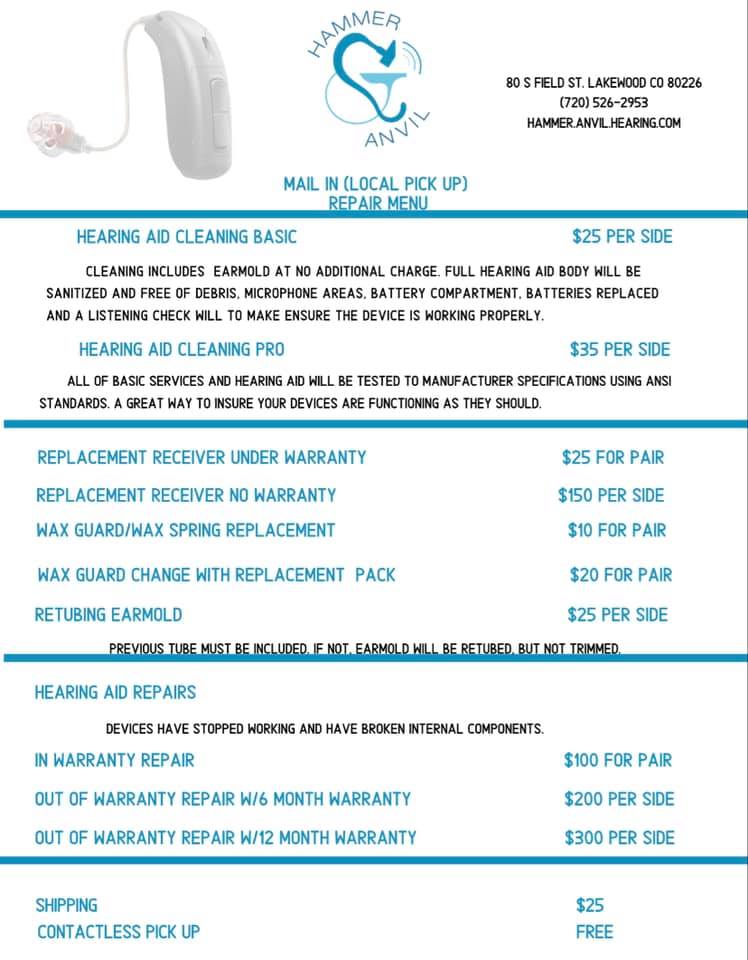 HAMMER
ANVIL
80 S FIELD ST. LAKEWOOD CO 80226
(720) 526-2953
HAMMER.ANVIL.HEARING.COM
MAIL IN (LOCAL PICK UP)
REPAIR MENU
HEARING AID CLEANING BASIC $25 PER SIDE
CLEANING INCLUDES EARMOLD AT NO ADDITIONAL CHARGE. FULL HEARING AID BODY WILL BE
SANITIZED AND FREE OF DEBRIS, MICROPHONE AREAS, BATTERY COMPARTMENT, BATTERIES REPLACED
AND A LISTENING CHECK WILL TO MAKE ENSURE THE DEVICE IS WORKING PROPERLY.
HEARING AID CLEANING PRO $35 PER SIDE
ALL OF BASIC SERVICES AND HEARING AID WILL BE TESTED TO MANUFACTURER SPECIFICATIONS USING ANSI
STANDARDS. A GREAT WAY TO INSURE YOUR DEVICES ARE FUNCTIONING AS THEY SHOULD.
REPLACEMENT RECEIVER UNDER WARRANTY $25 FOR PAIR
REPLACEMENT RECEIVER NO WARRANTY $150 PER SIDE
WAX GUARD/WAX SPRING REPLACEMENT $10 FOR PAIR
WAX GUARD CHANGE WITH REPLACEMENT PACK $20 FOR PAIR
RETUBING EARMOLD $25 PER SIDE
PREVIOUS TUBE MUST BE INCLUDED. IF NOT, EARMOLD WILL BE RETUBED, BUT NOT TRIMMED.
HEARING AID REPAIRS
DEVICES HAVE STOPPED WORKING AND HAVE BROKEN INTERNAL COMPONENTS.
IN WARRANTY REPAIR $100 FOR PAIR
OUT OF WARRANTY REPAIR W/6 MONTH WARRANTY $200 PER SIDE
OUT OF WARRANTY REPAIR W/12 MONTH WARRANTY $300 PER SIDE
SHIPPING $25
CONTACTLESS PICK UP FREE